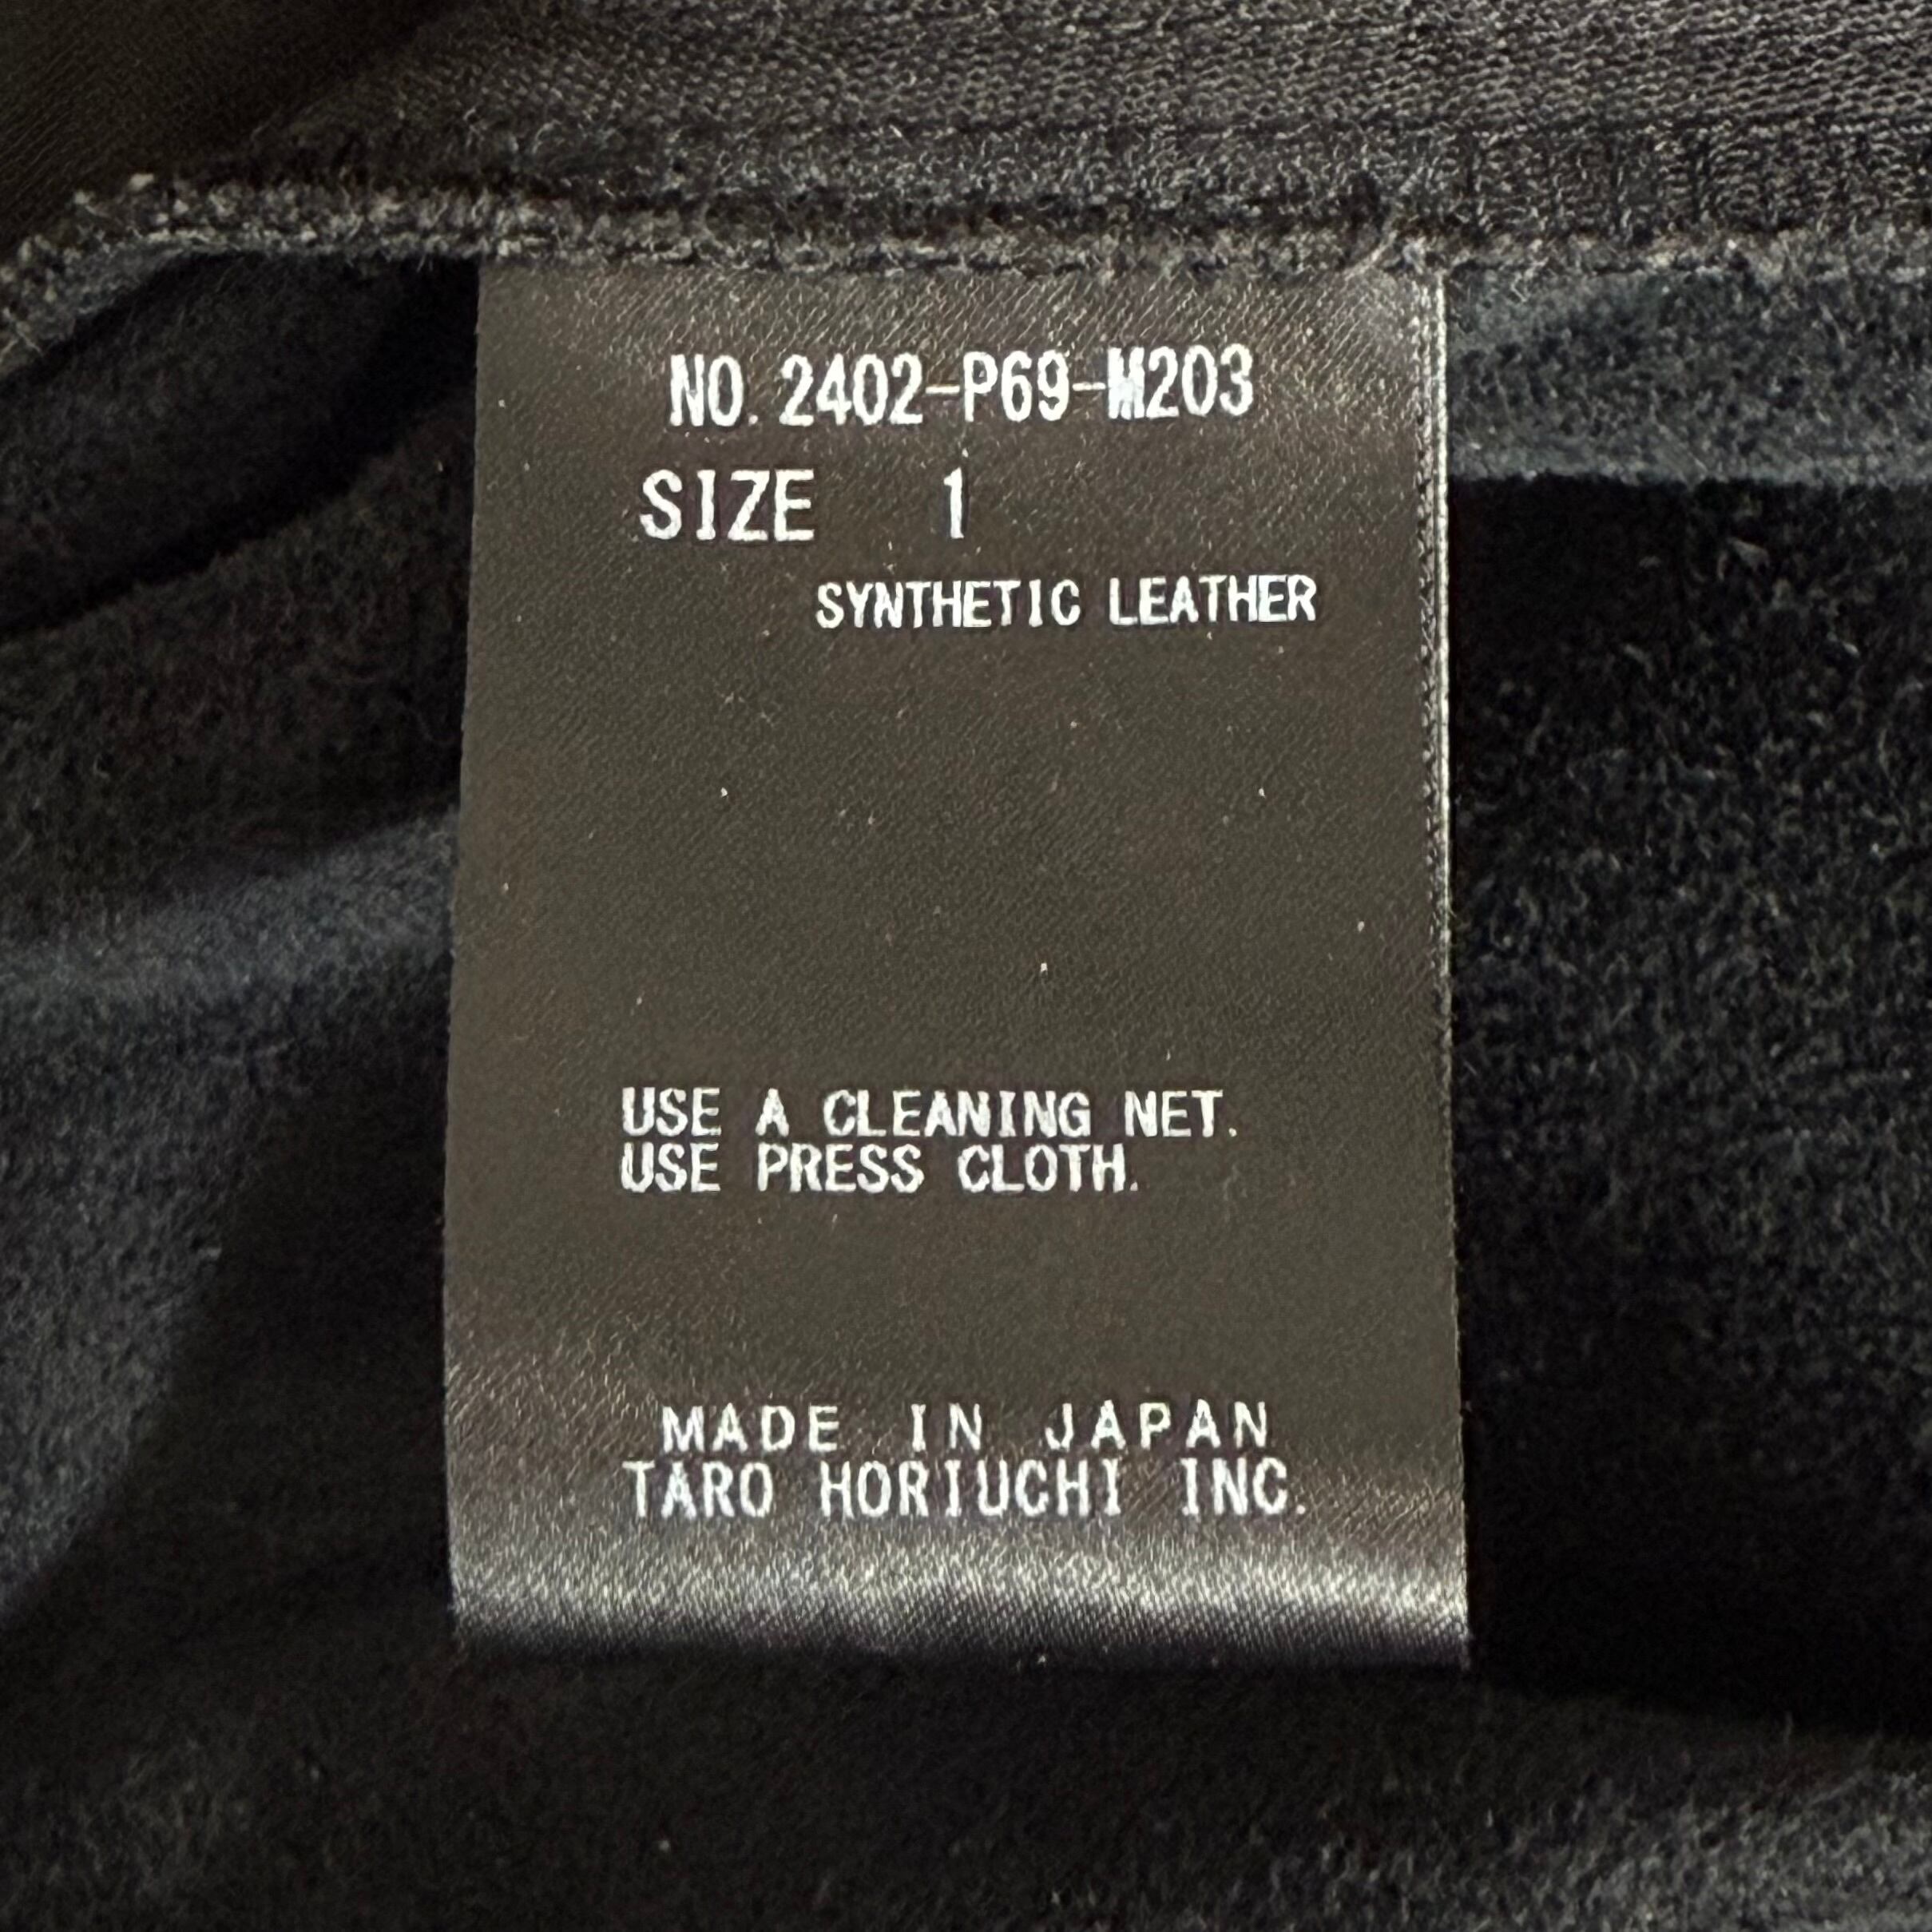 NO. 2402-P69-M203
SIZE 1
SYNTHETIC LEATHER
USE A CLEANING NET.
USE PRESS CLOTH.
MADE IN JAPAN
TARO HORIUCHI INC.